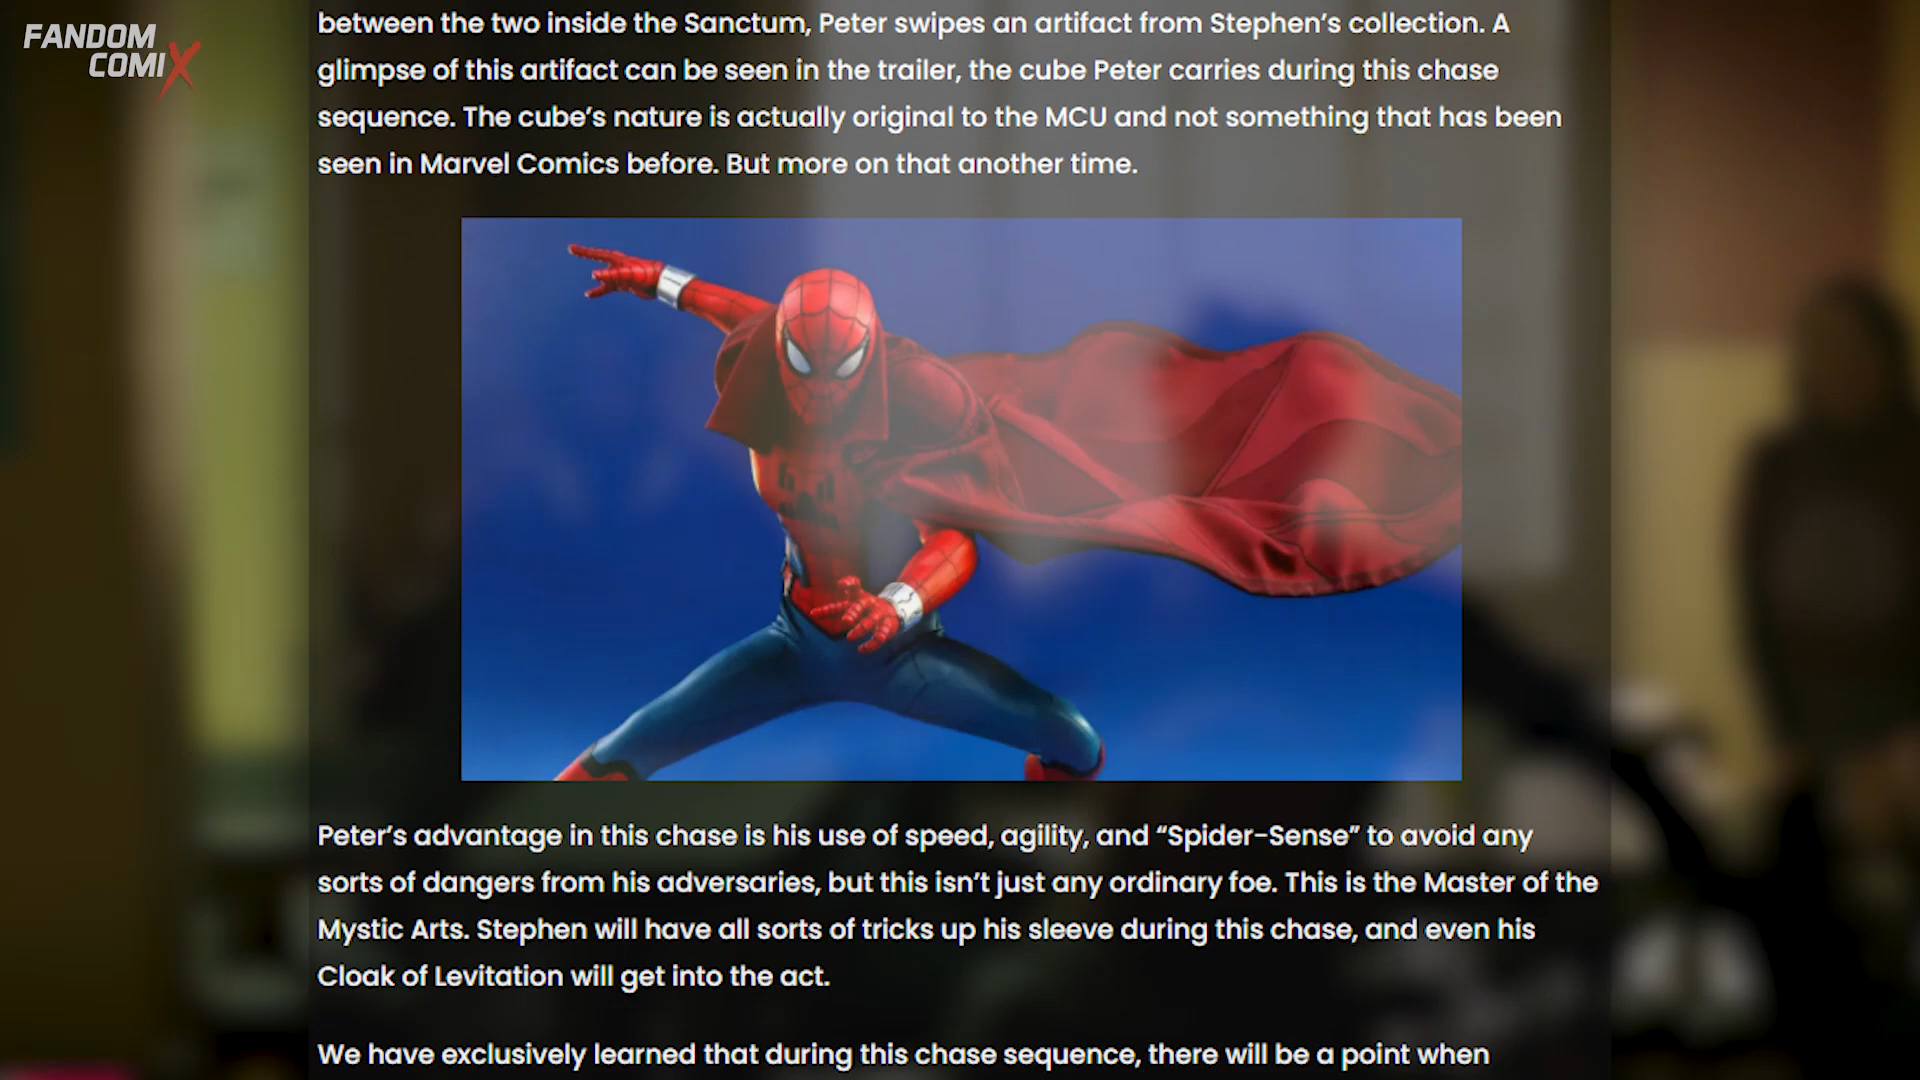 FANDOM
COMIX
between the two inside the Sanctum, Peter swipes an artifact from Stephen’s collection. A
glimpse of this artifact can be seen in the trailer, the cube Peter carries during this chase
sequence. The cube’s nature is actually original to the MCU and not something that has been
seen in Marvel Comics before. But more on that another time.
Peter’s advantage in this chase is his use of speed, agility, and “Spider-Sense” to avoid any
sorts of dangers from his adversaries, but this isn’t just any ordinary foe. This is the Master of the
Mystic Arts. Stephen will have all sorts of tricks up his sleeve during this chase, and even his
Cloak of Levitation will get into the act.
We have exclusively learned that during this chase sequence, there will be a point when